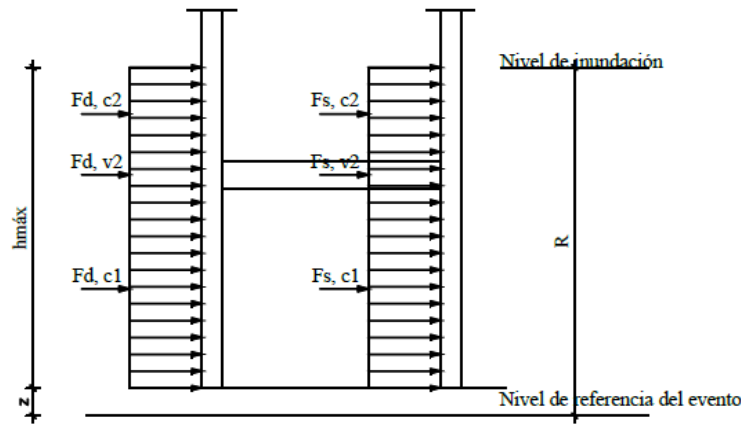 Nivel de inundación
Fd, c2
Fs, c2
Fd, v2
Fs, v2
hmáx
R
Fd, c1
Fs, c1
z
Nivel de referencia del evento